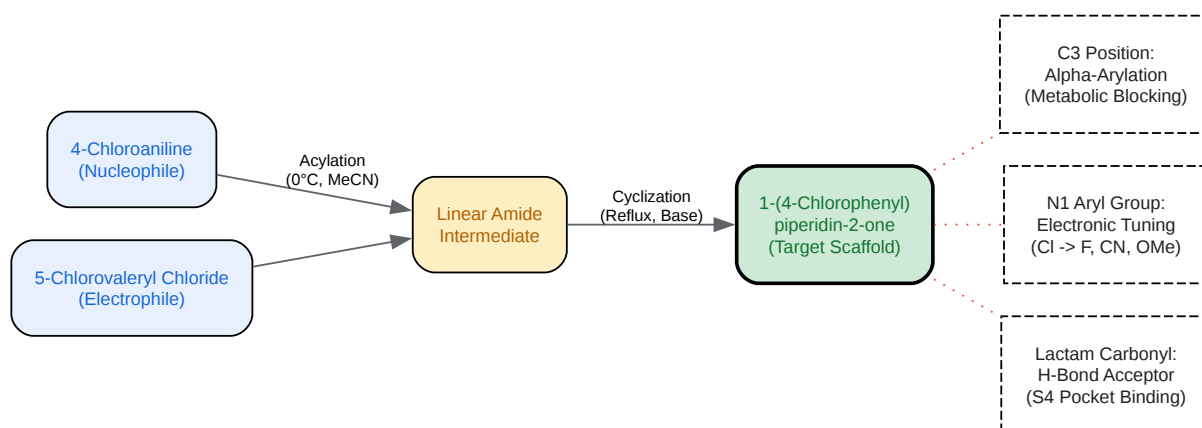 4-Chloroaniline
(Nucleophile)
5-Chlorovaleryl Chloride
(Electrophile)
Acylation
(0°C, MeCN)
Linear Amide
Intermediate
Cyclization
(Reflux, Base)
1-(4-Chlorophenyl)
piperidin-2-one
(Target Scaffold)
C3 Position:
Alpha-Arylation
(Metabolic Blocking)
N1 Aryl Group:
Electronic Tuning
(Cl -> F, CN, OMe)
Lactam Carbonyl:
H-Bond Acceptor
(S4 Pocket Binding)